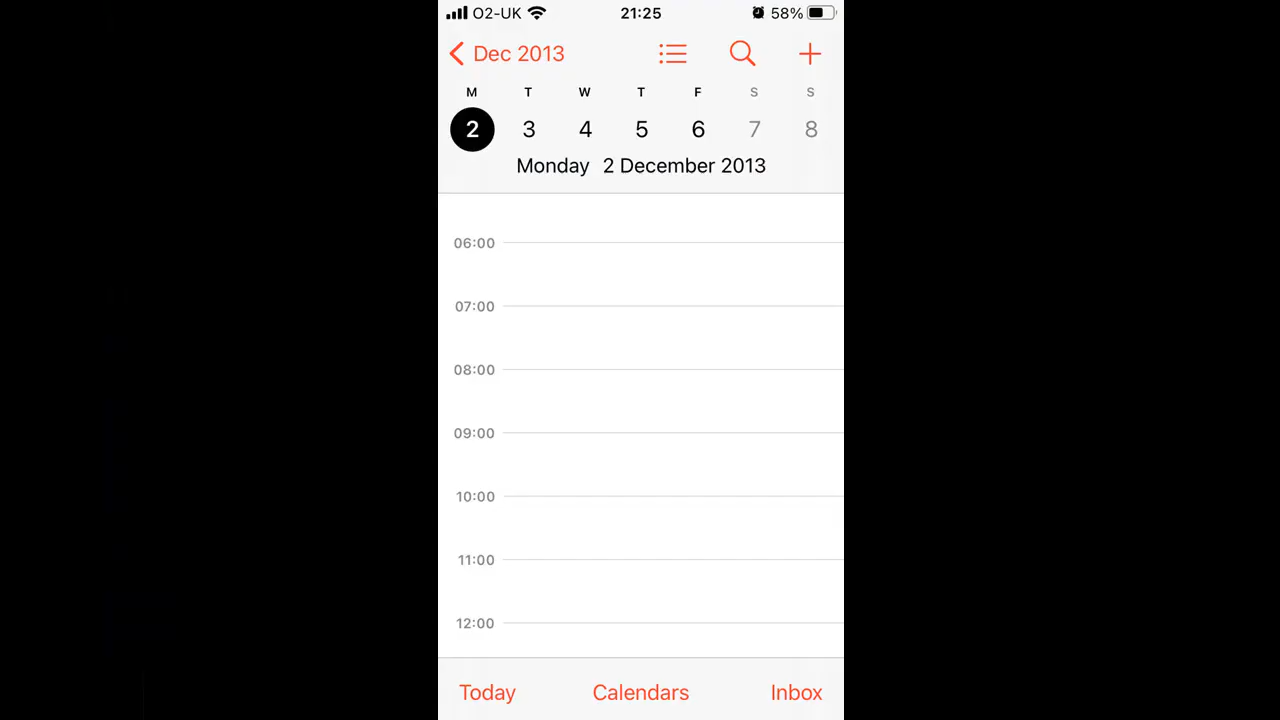 O2-UK 21:25 58%
Dec 2013
M T W T F S S
2 3 4 5 6 7 8
Monday 2 December 2013
06:00
07:00
08:00
09:00
10:00
11:00
12:00
Today Calendars Inbox